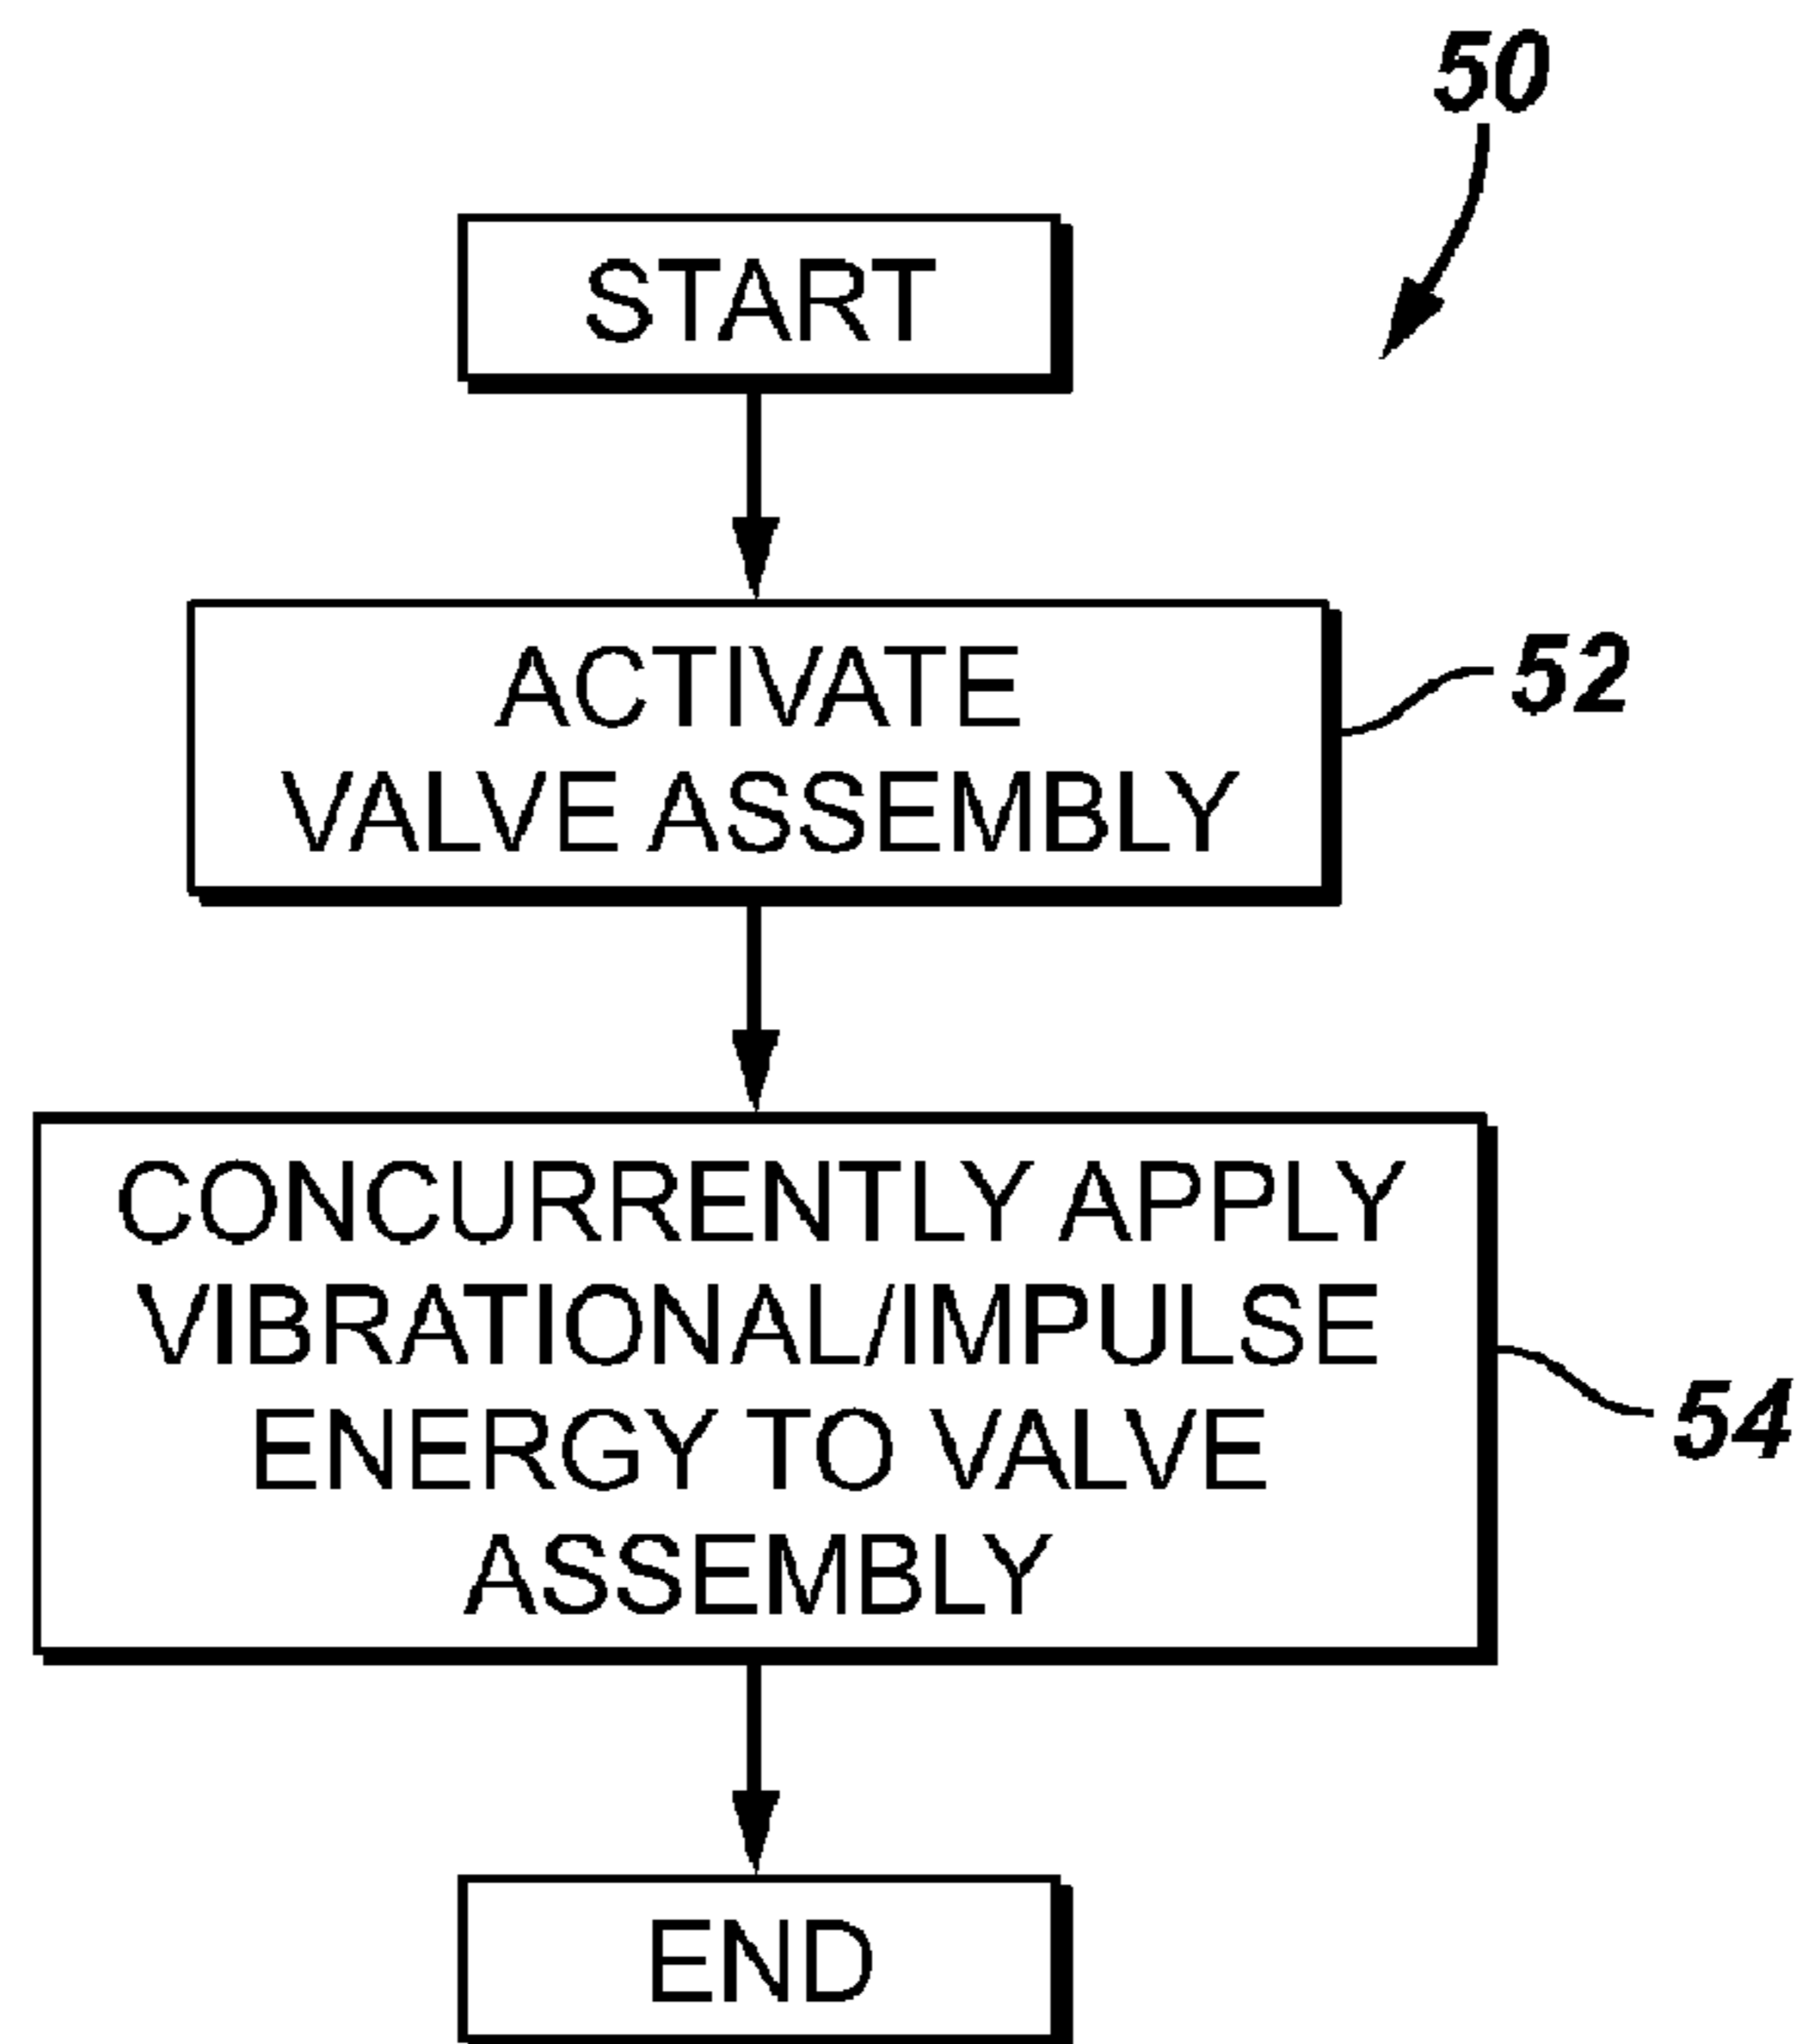 50
START
ACTIVATE
VALVE ASSEMBLY
52
CONCURRENTLY APPLY
VIBRATIONAL/IMPULSE
ENERGY TO VALVE
ASSEMBLY
54
END